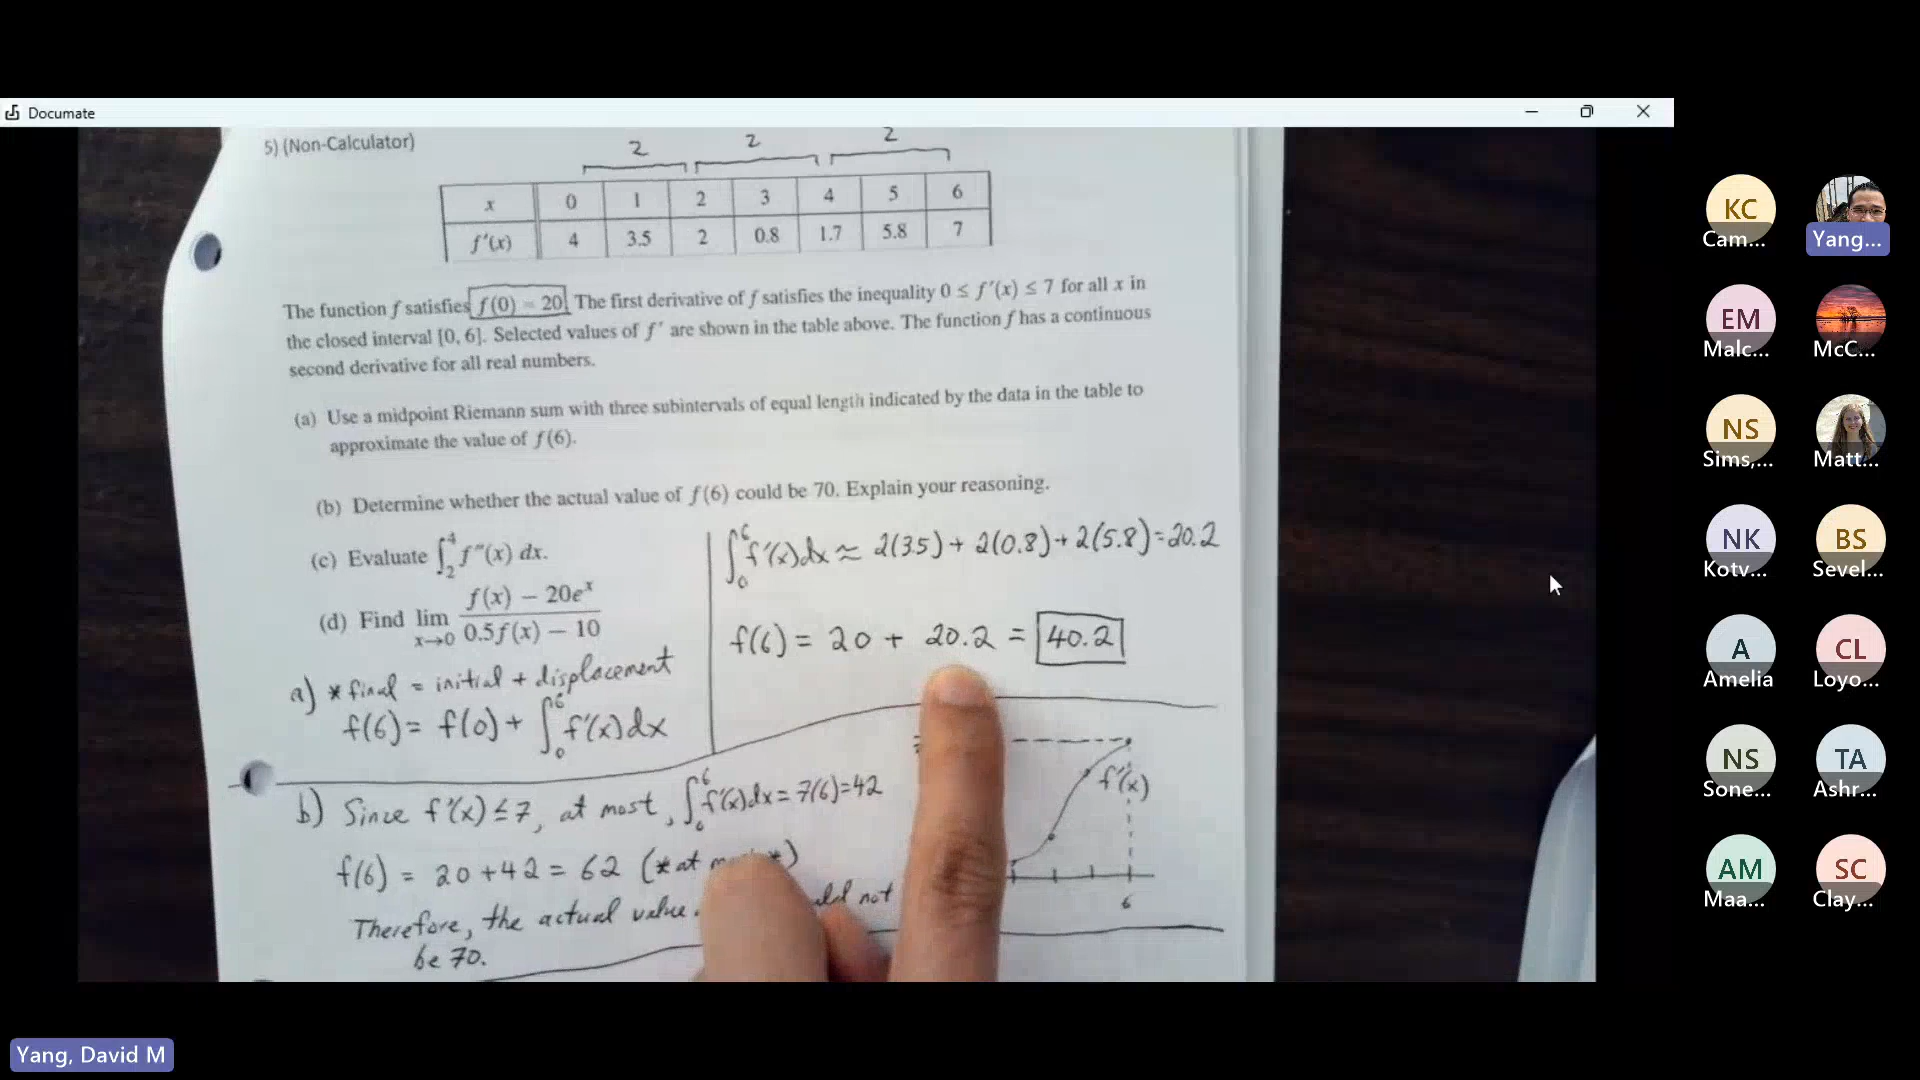 Documate
5) (Non-Calculator)
2 2 2
x 0 1 2 3 4 5 6
f'(x) 4 3.5 2 0.8 1.7 5.8 7
The function f satisfies f(0) = 20. The first derivative of f satisfies the inequality 0 ≤ f'(x) ≤ 7 for all x in
the closed interval [0, 6]. Selected values of f' are shown in the table above. The function f has a continuous
second derivative for all real numbers.
(a) Use a midpoint Riemann sum with three subintervals of equal length indicated by the data in the table to
approximate the value of f(6).
(b) Determine whether the actual value of f(6) could be 70. Explain your reasoning.
(c) Evaluate ∫₂⁴ f''(x) dx.
(d) Find lim x→0 (f(x) − 20eˣ)/(0.5f(x) − 10)
a) *final = initial + displacement
f(6) = f(0) + ∫₀⁶ f'(x)dx
∫₀⁶ f'(x)dx ≈ 2(3.5) + 2(0.8) + 2(5.8) = 20.2
f(6) = 20 + 20.2 = 40.2
b) Since f'(x) ≤ 7, at most, ∫₀⁶ f'(x)dx = 7(6) = 42
f(6) = 20 + 42 = 62 (*at
Therefore, the actual value not
be 70.
f'(x)
6
KC
Cam...
Yang...
EM
Malc...
McC...
NS
Sims,...
Matt...
NK
Kotv...
BS
Sevel...
A
Amelia
CL
Loyo...
NS
Sone...
TA
Ashr...
AM
Maa...
SC
Clay...
Yang, David M